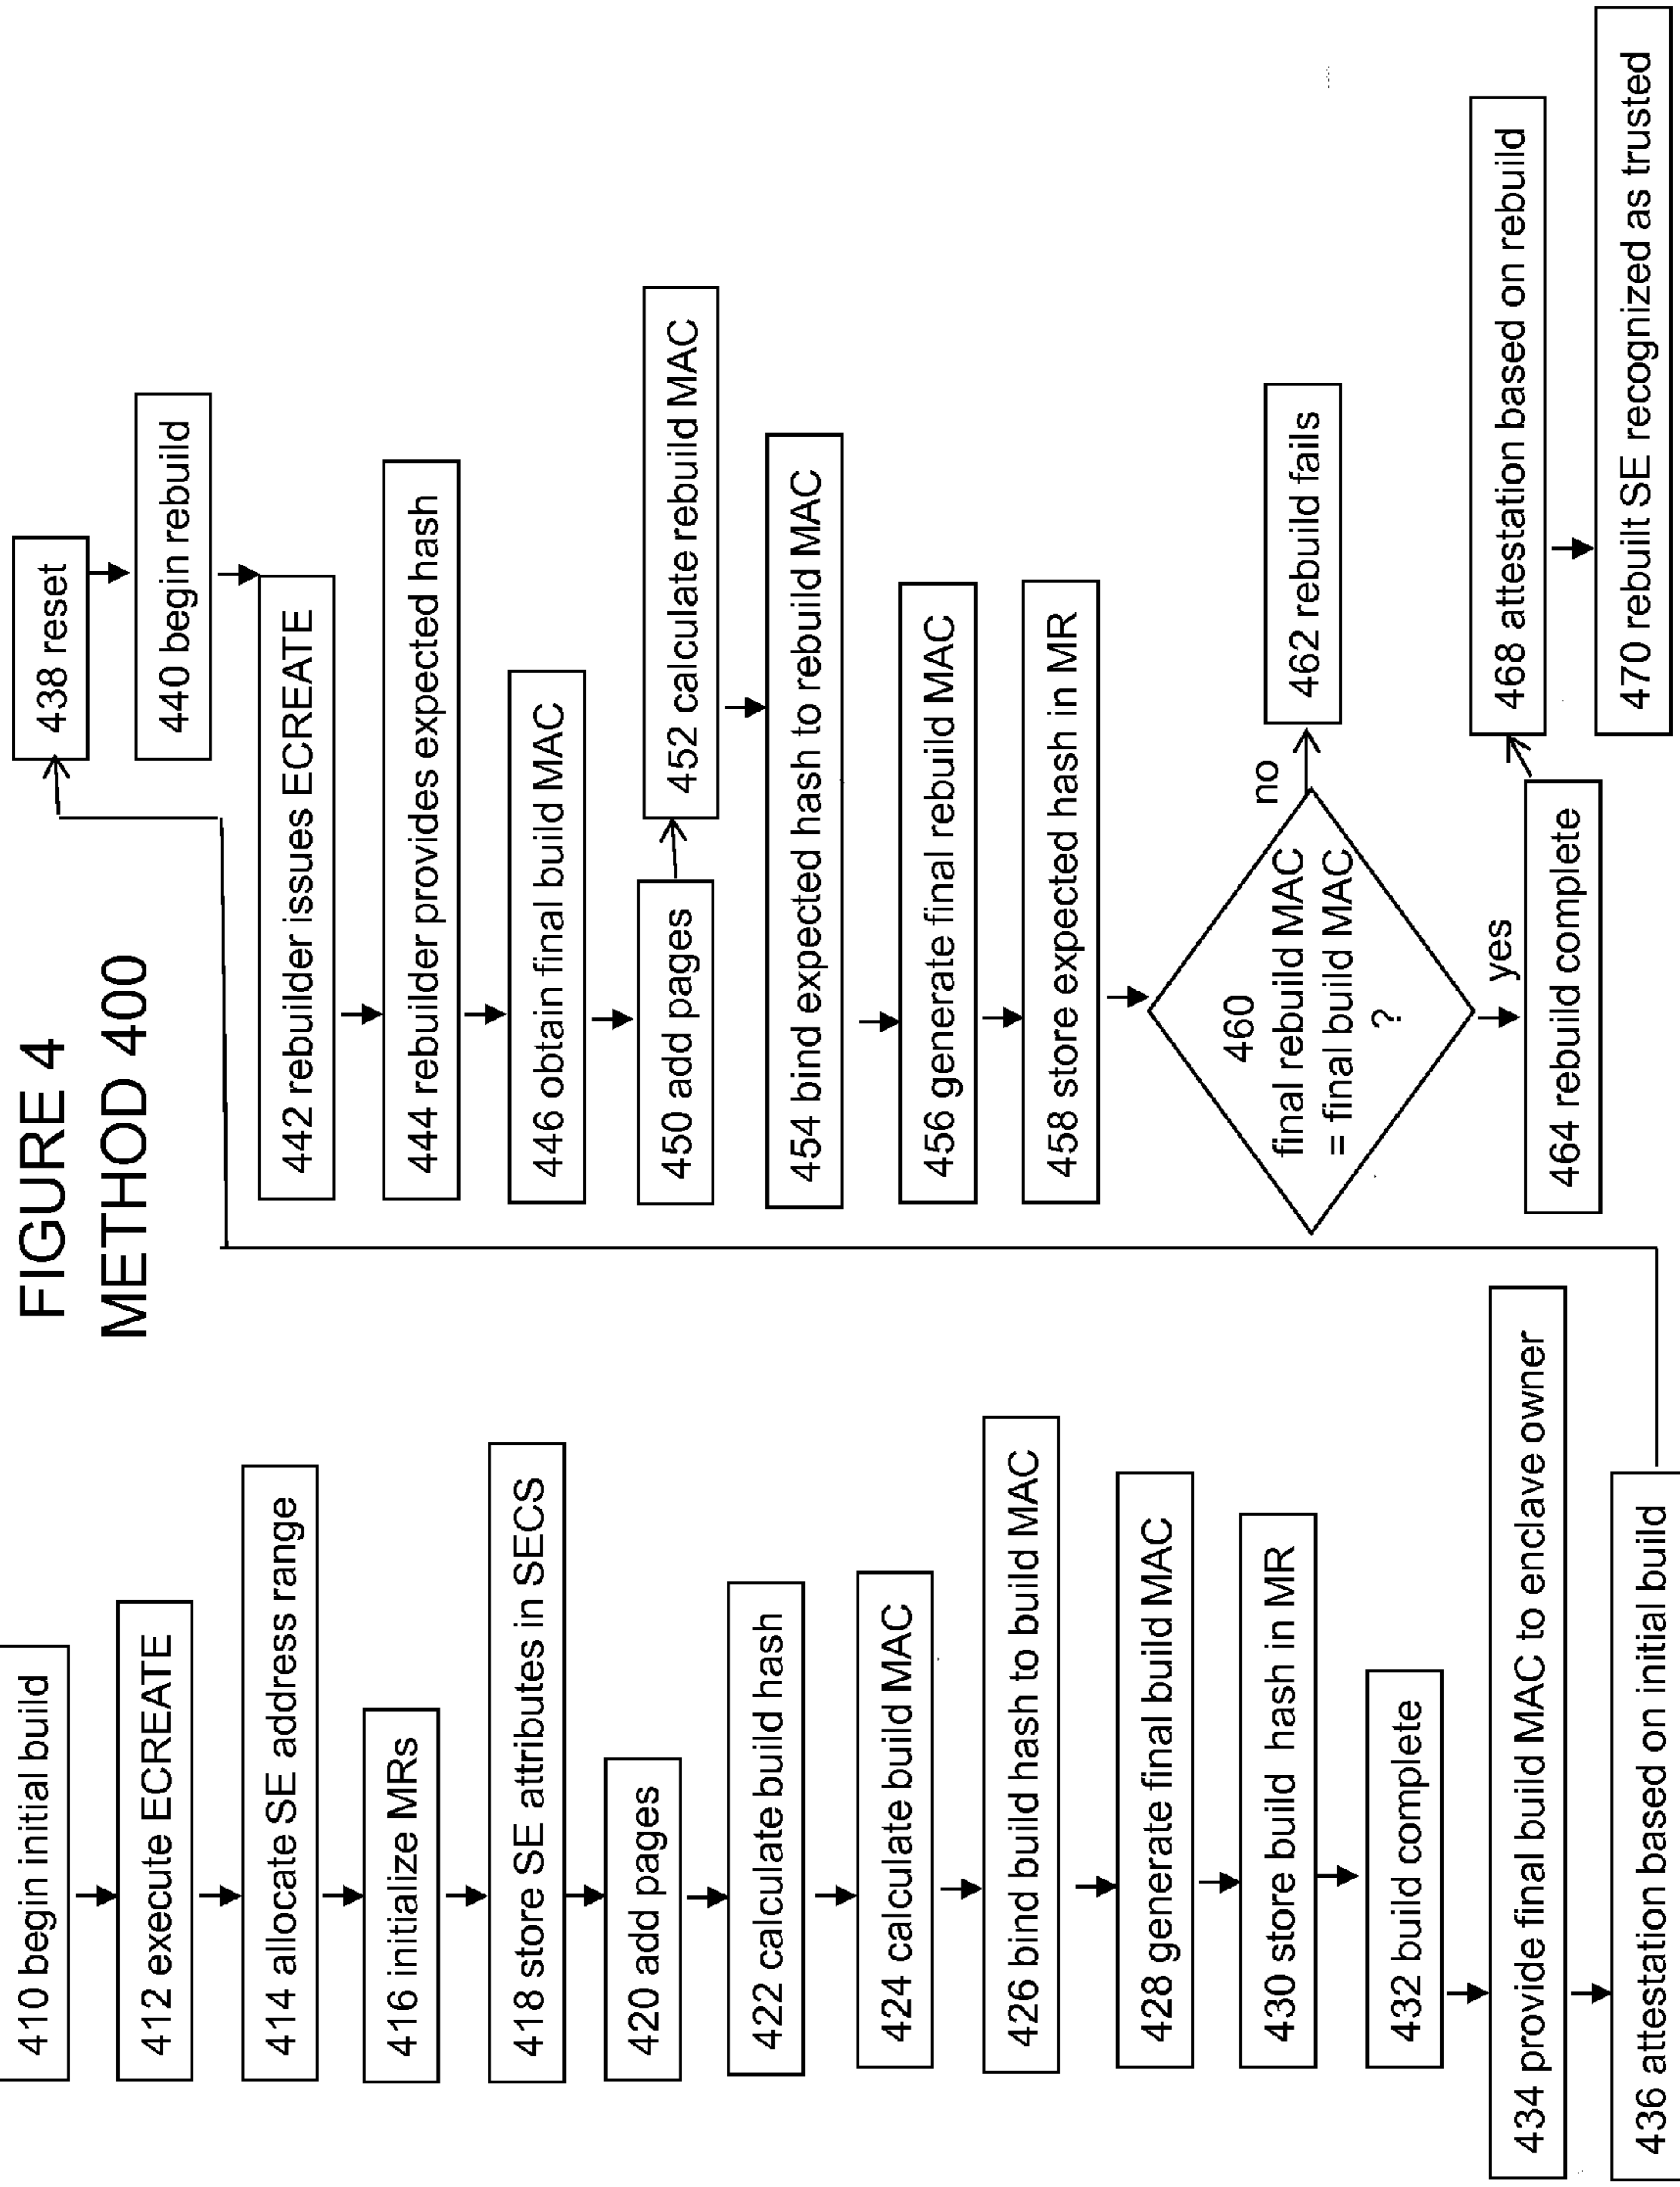 FIGURE 4
METHOD 400
410 begin initial build
412 execute ECREATE
414 allocate SE address range
416 initialize MRs
418 store SE attributes in SECS
420 add pages
422 calculate build hash
424 calculate build MAC
426 bind build hash to build MAC
428 generate final build MAC
430 store build hash in MR
432 build complete
434 provide final build MAC to enclave owner
436 attestation based on initial build
438 reset
440 begin rebuild
442 rebuilder issues ECREATE
444 rebuilder provides expected hash
446 obtain final build MAC
450 add pages
452 calculate rebuild MAC
454 bind expected hash to rebuild MAC
456 generate final rebuild MAC
458 store expected hash in MR
460
final rebuild MAC
= final build MAC
?
no
462 rebuild fails
yes
464 rebuild complete
468 attestation based on rebuild
470 rebuilt SE recognized as trusted